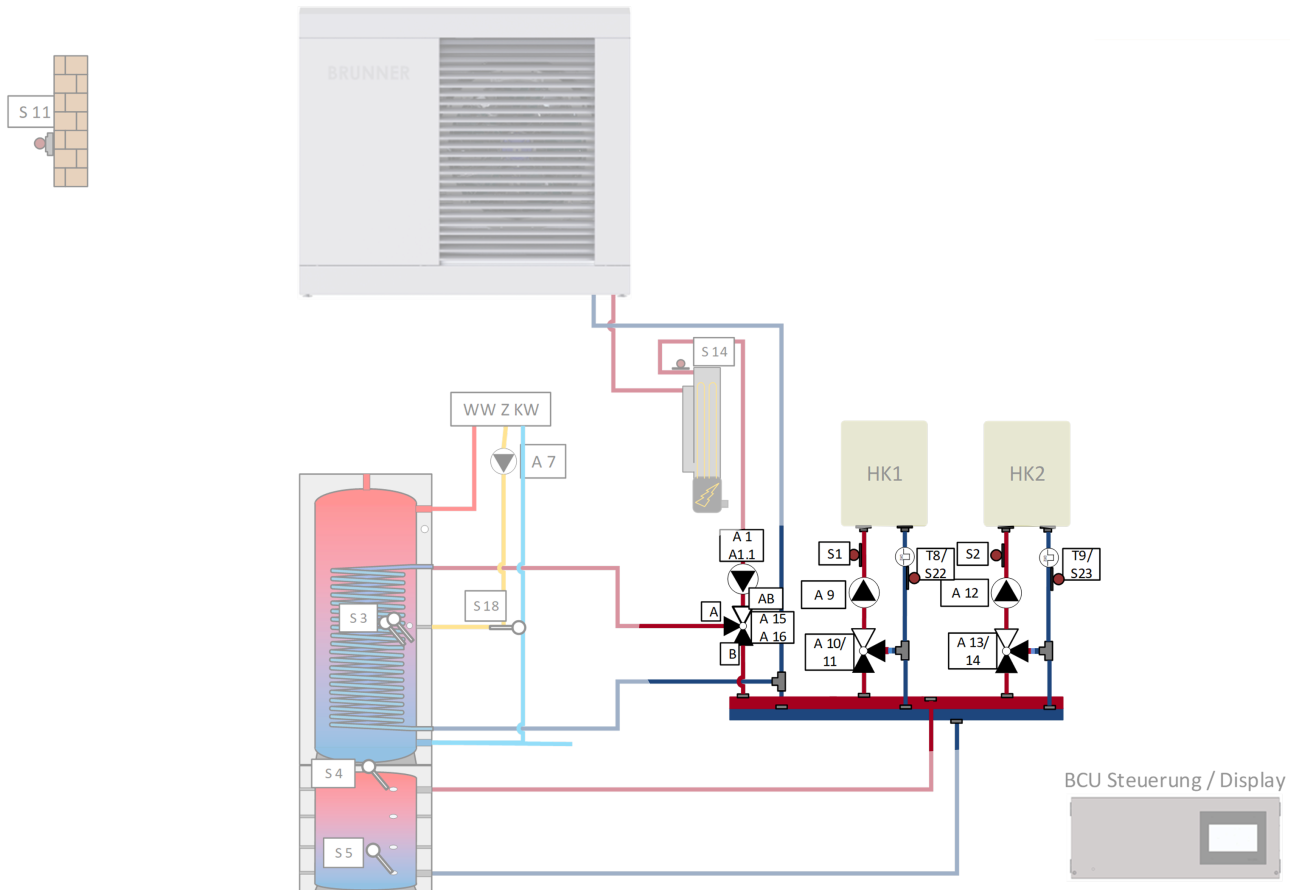 BRUNNER
S 11
S 14
WW Z KW
A 7
HK1
HK2
A 1
A1.1
S1
T8/
S22
S2
T9/
S23
A 9
A 12
AB
A
A 15
A 16
B
S 3
S 18
A 10/
11
A 13/
14
S 4
S 5
BCU Steuerung / Display